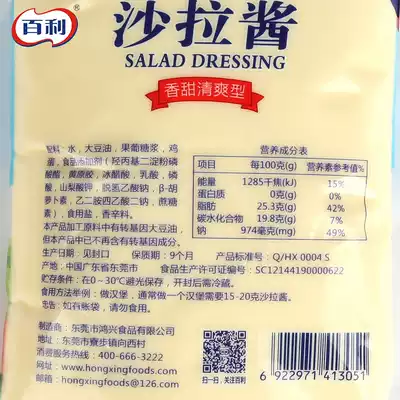 百利
沙拉酱
SALAD DRESSING
香甜清爽型
配料：水，大豆油，果葡糖浆，鸡
蛋，食品添加剂（羟丙基二淀粉磷
酸酯，黄原胶，冰醋酸，乳酸，磷
酸，山梨酸钾，脱氢乙酸钠，β-胡
萝卜素，乙二胺四乙酸二钠，蔗糖
素），食用盐，香辛料。
营养成分表
项目 每100克(g) 营养素参考值%
能量 1285千焦(kJ) 15%
蛋白质 0克(g) 0%
脂肪 25.3克(g) 42%
碳水化合物 19.8克(g) 7%
钠 974毫克(mg) 49%
本产品加工原料中有转基因大豆油，
但本产品中已不再含有转基因成分。
生产日期：见封口 保质期：9个月 产品标准号：Q/HX 0004 S
产地：中国广东省东莞市 食品生产许可证编号：SC12144190000622
贮存条件：在0~30℃避光保存，开封后需冷藏。
食用方法举例：做汉堡，通常做一个汉堡需要15-20克沙拉酱。
提示：如有胀袋，请勿食用。
制造商：东莞市鸿兴食品有限公司
地址：东莞市寮步镇向西村
服务热线：400-666-3222
www.hongxingfoods.com
hongxingfoods@126.com
扫一扫，关注百利
6 922971 413051